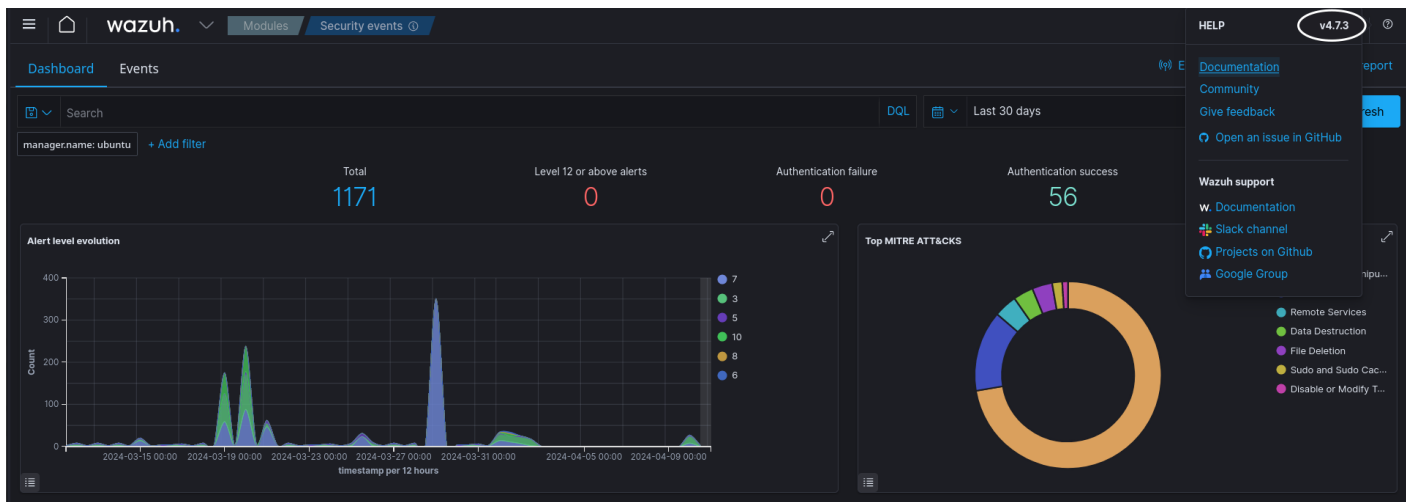 wazuh. Modules Security events
HELP v4.7.3
Dashboard Events
Documentation
Community
Give feedback
Open an issue in GitHub
Wazuh support
W. Documentation
Slack channel
Projects on Github
Google Group
E
eport
Search DQL Last 30 days
resh
manager.name: ubuntu + Add filter
Total
1171
Level 12 or above alerts
0
Authentication failure
0
Authentication success
56
Alert level evolution
Count
400
300
200
100
0
2024-03-15 00:00 2024-03-19 00:00 2024-03-23 00:00 2024-03-27 00:00 2024-03-31 00:00 2024-04-05 00:00 2024-04-09 00:00
timestamp per 12 hours
7
3
5
10
8
6
Top MITRE ATT&CKS
nipu...
Remote Services
Data Destruction
File Deletion
Sudo and Sudo Cac...
Disable or Modify T...